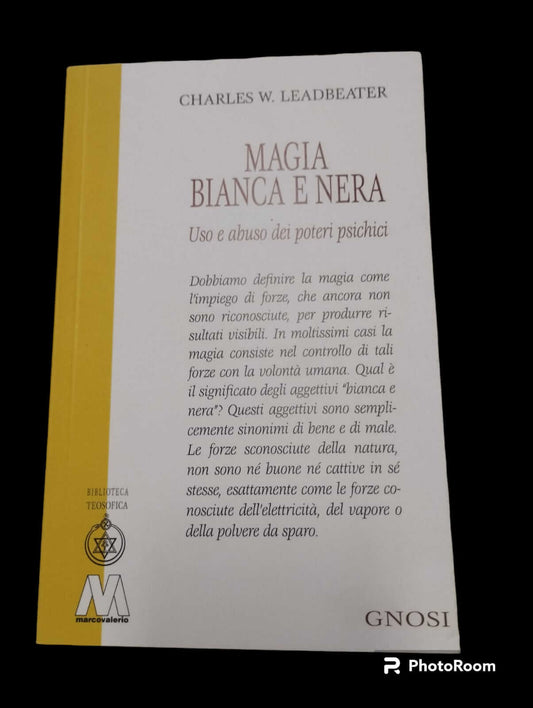 CHARLES W. LEADBEATER
MAGIA
BIANCA E NERA
Uso e abuso dei poteri psichici
Dobbiamo definire la magia come
l'impiego di forze, che ancora non
sono riconosciute, per produrre ri-
sultati visibili. In moltissimi casi la
magia consiste nel controllo di tali
forze con la volontà umana. Qual è
il significato degli aggettivi "bianca e
nera"? Questi aggettivi sono sempli-
cemente sinonimi di bene e di male.
Le forze sconosciute della natura,
non sono né buone né cattive in sé
stesse, esattamente come le forze co-
nosciute dell'elettricità, del vapore o
della polvere da sparo.
BIBLIOTECA
TEOSOFICA
M
marcovalerio
GNOSI
PhotoRoom